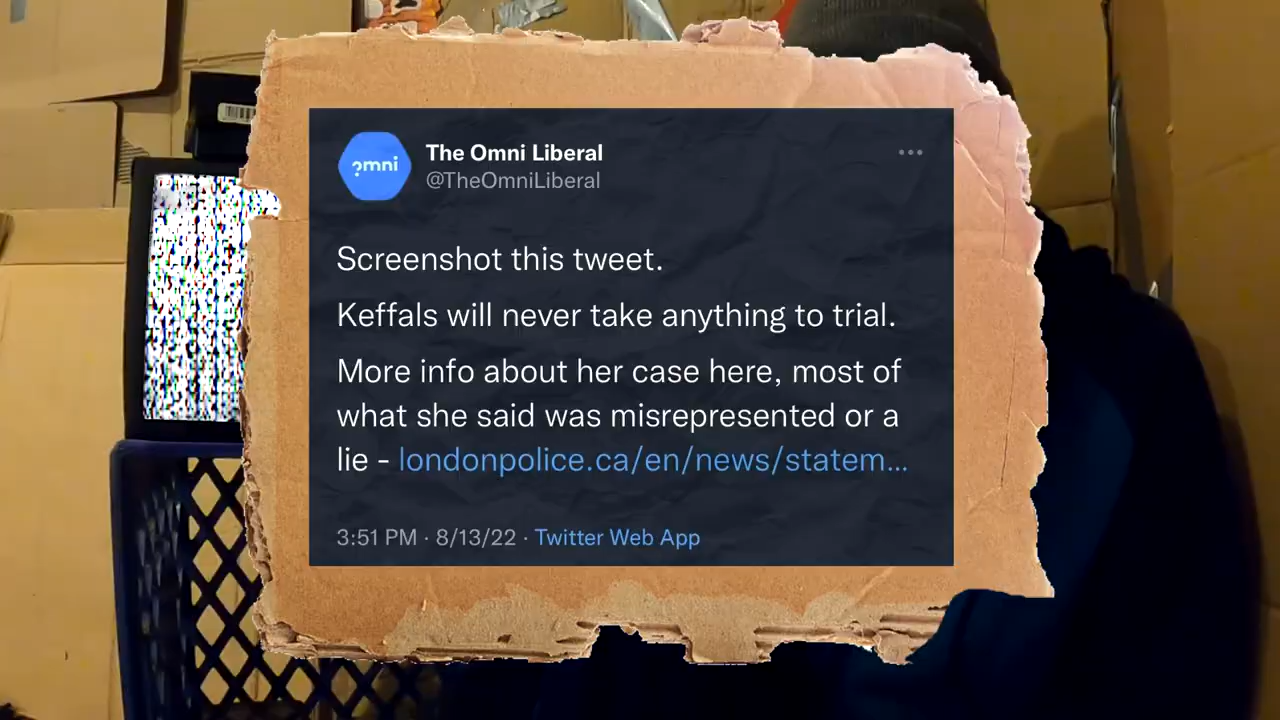 ?mni
The Omni Liberal
@TheOmniLiberal
Screenshot this tweet.
Keffals will never take anything to trial.
More info about her case here, most of
what she said was misrepresented or a
lie - londonpolice.ca/en/news/statem...
3:51 PM · 8/13/22 · Twitter Web App